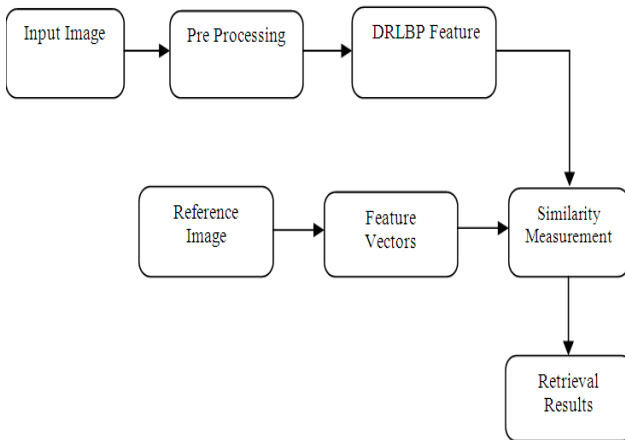 Input Image
Pre Processing
DRLBP Feature
Reference
Image
Feature
Vectors
Similarity
Measurement
Retrieval
Results